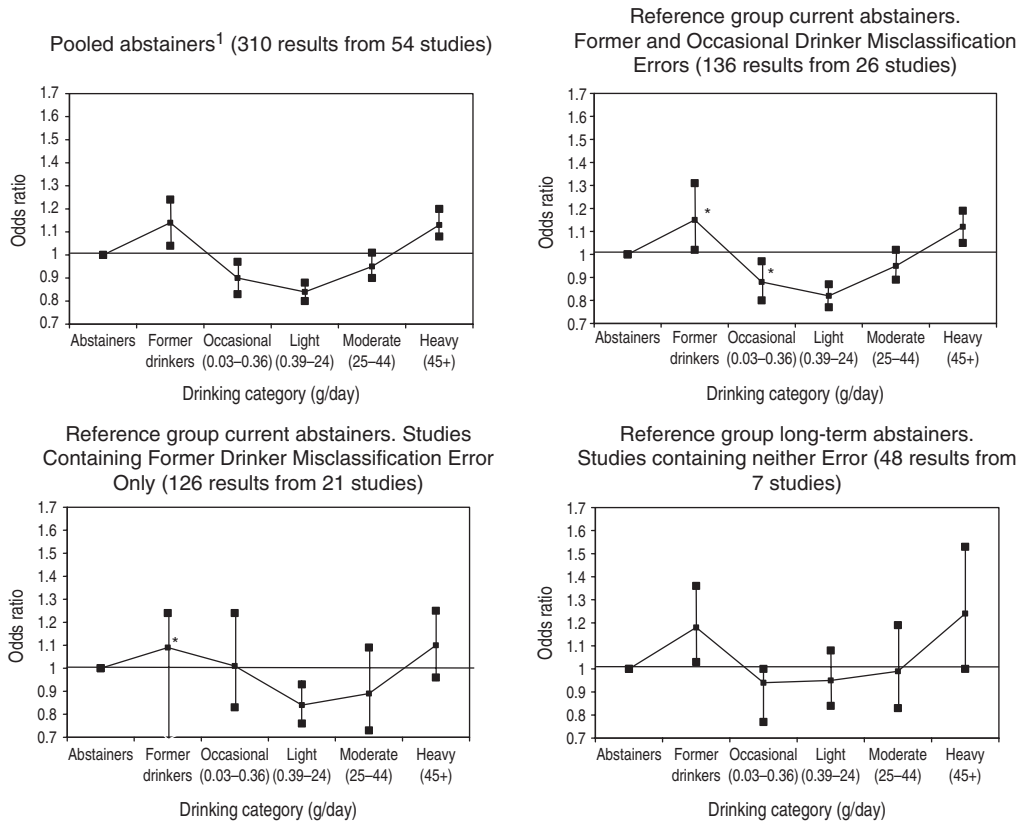 Pooled abstainers1 (310 results from 54 studies)
Odds ratio
1.7
1.6
1.5
1.4
1.3
1.2
1.1
1
0.9
0.8
0.7
Abstainers Former Occasional Light Moderate Heavy
drinkers (0.03–0.36) (0.39–24) (25–44) (45+)
Drinking category (g/day)
Reference group current abstainers.
Former and Occasional Drinker Misclassification
Errors (136 results from 26 studies)
Odds ratio
1.7
1.6
1.5
1.4
1.3
1.2
1.1
1
0.9
0.8
0.7
*
*
Abstainers Former Occasional Light Moderate Heavy
drinkers (0.03–0.36) (0.39–24) (25–44) (45+)
Drinking category (g/day)
Reference group current abstainers. Studies
Containing Former Drinker Misclassification Error
Only (126 results from 21 studies)
Odds ratio
1.7
1.6
1.5
1.4
1.3
1.2
1.1
1
0.9
0.8
0.7
*
Abstainers Former Occasional Light Moderate Heavy
drinkers (0.03–0.36) (0.39–24) (25–44) (45+)
Drinking category (g/day)
Reference group long-term abstainers.
Studies containing neither Error (48 results from
7 studies)
Odds ratio
1.7
1.6
1.5
1.4
1.3
1.2
1.1
1
0.9
0.8
0.7
Abstainers Former Occasional Light Moderate Heavy
drinkers (0.03–0.36) (0.39–24) (25–44) (45+)
Drinking category (g/day)